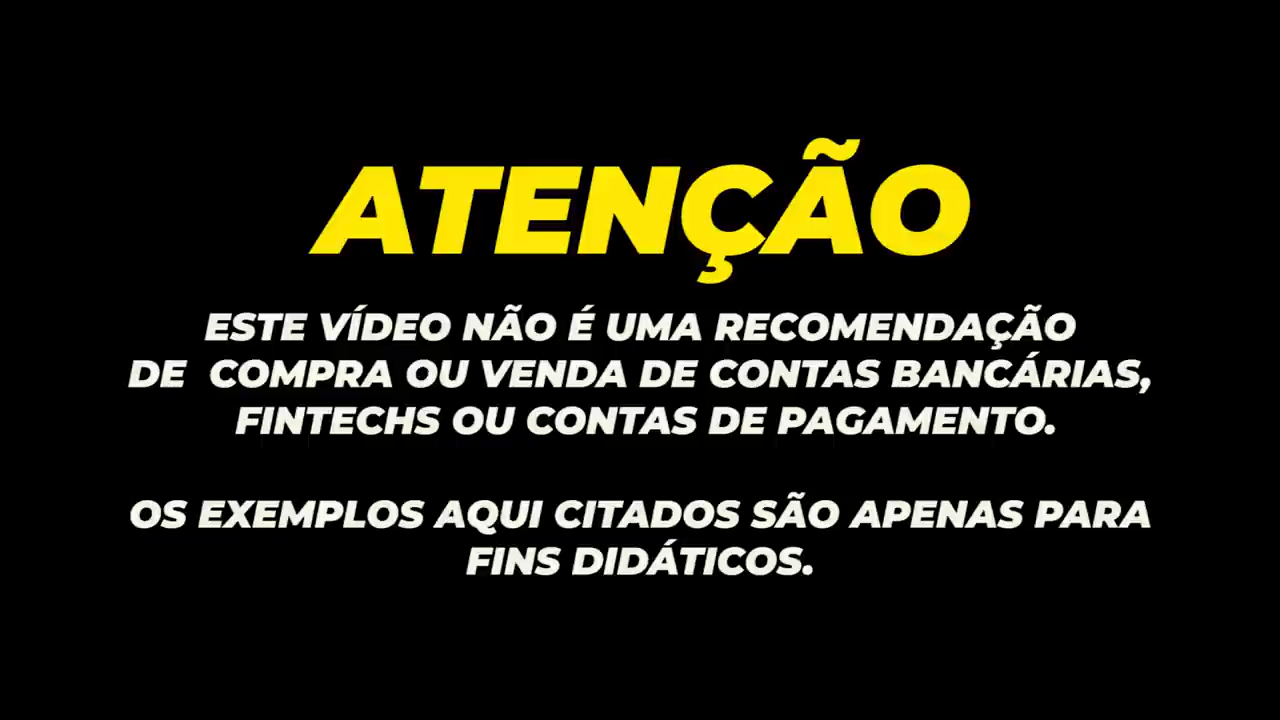 ATENÇÃO
ESTE VÍDEO NÃO É UMA RECOMENDAÇÃO
DE COMPRA OU VENDA DE CONTAS BANCÁRIAS,
FINTECHS OU CONTAS DE PAGAMENTO.
OS EXEMPLOS AQUI CITADOS SÃO APENAS PARA
FINS DIDÁTICOS.